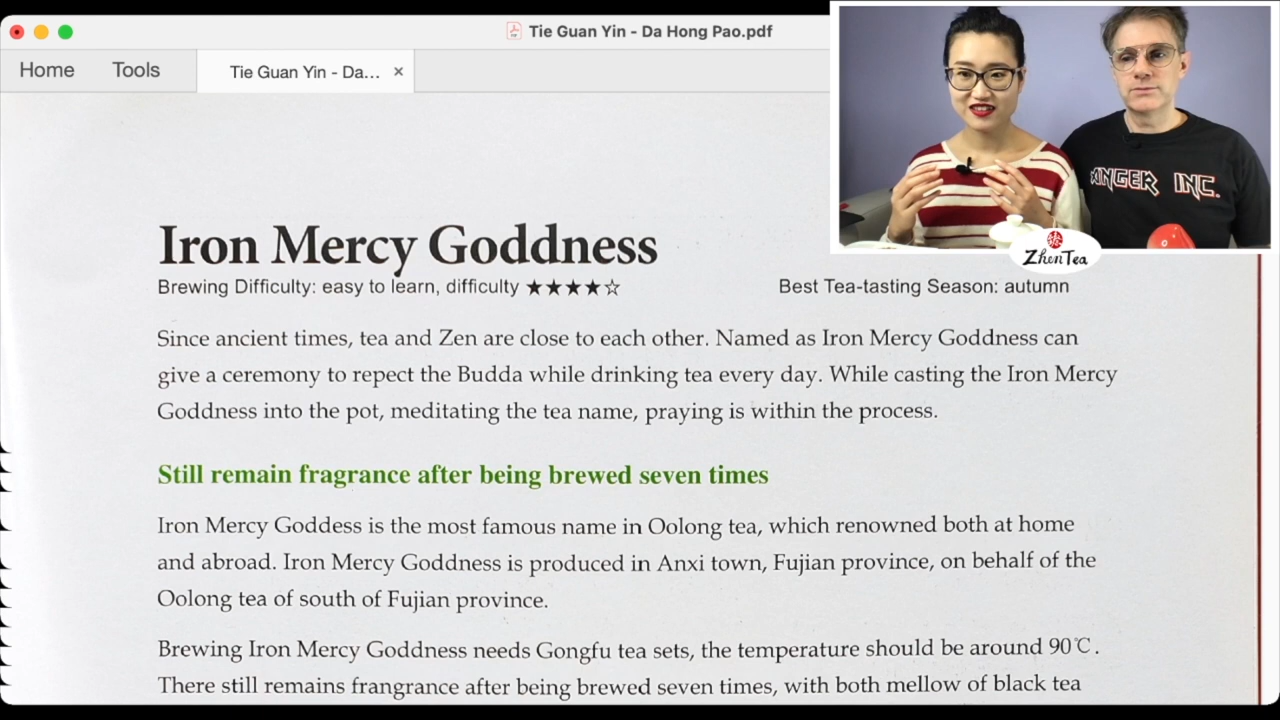 Tie Guan Yin - Da Hong Pao.pdf
Home
Tools
Tie Guan Yin - Da...
ANGER INC.
ZhenTea
Iron Mercy Goddness
Brewing Difficulty: easy to learn, difficulty ★★★★☆
Best Tea-tasting Season: autumn
Since ancient times, tea and Zen are close to each other. Named as Iron Mercy Goddness can
give a ceremony to repect the Budda while drinking tea every day. While casting the Iron Mercy
Goddness into the pot, meditating the tea name, praying is within the process.
Still remain fragrance after being brewed seven times
Iron Mercy Goddess is the most famous name in Oolong tea, which renowned both at home
and abroad. Iron Mercy Goddness is produced in Anxi town, Fujian province, on behalf of the
Oolong tea of south of Fujian province.
Brewing Iron Mercy Goddness needs Gongfu tea sets, the temperature should be around 90℃.
There still remains frangrance after being brewed seven times, with both mellow of black tea